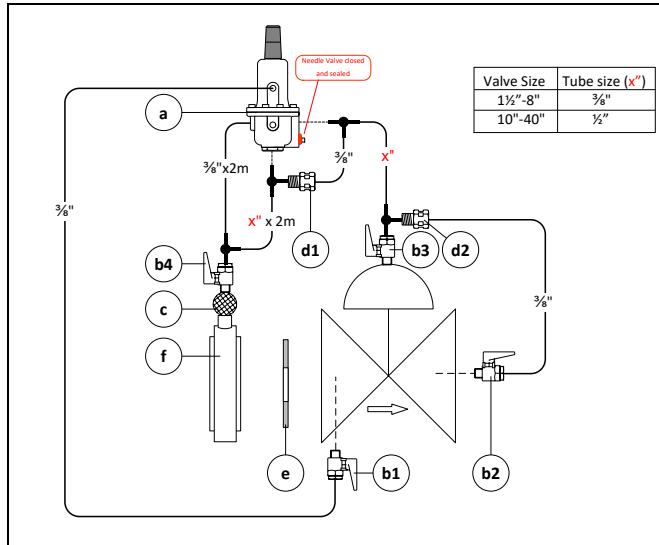 Needle Valve closed
and sealed
Valve Size Tube size (x")
1½"-8" ⅜"
10"-40" ½"
a
⅜"x2m
⅜"
x"
⅜"
x" x 2m
d1
b3
d2
b4
c
⅜"
f
e
b1
b2